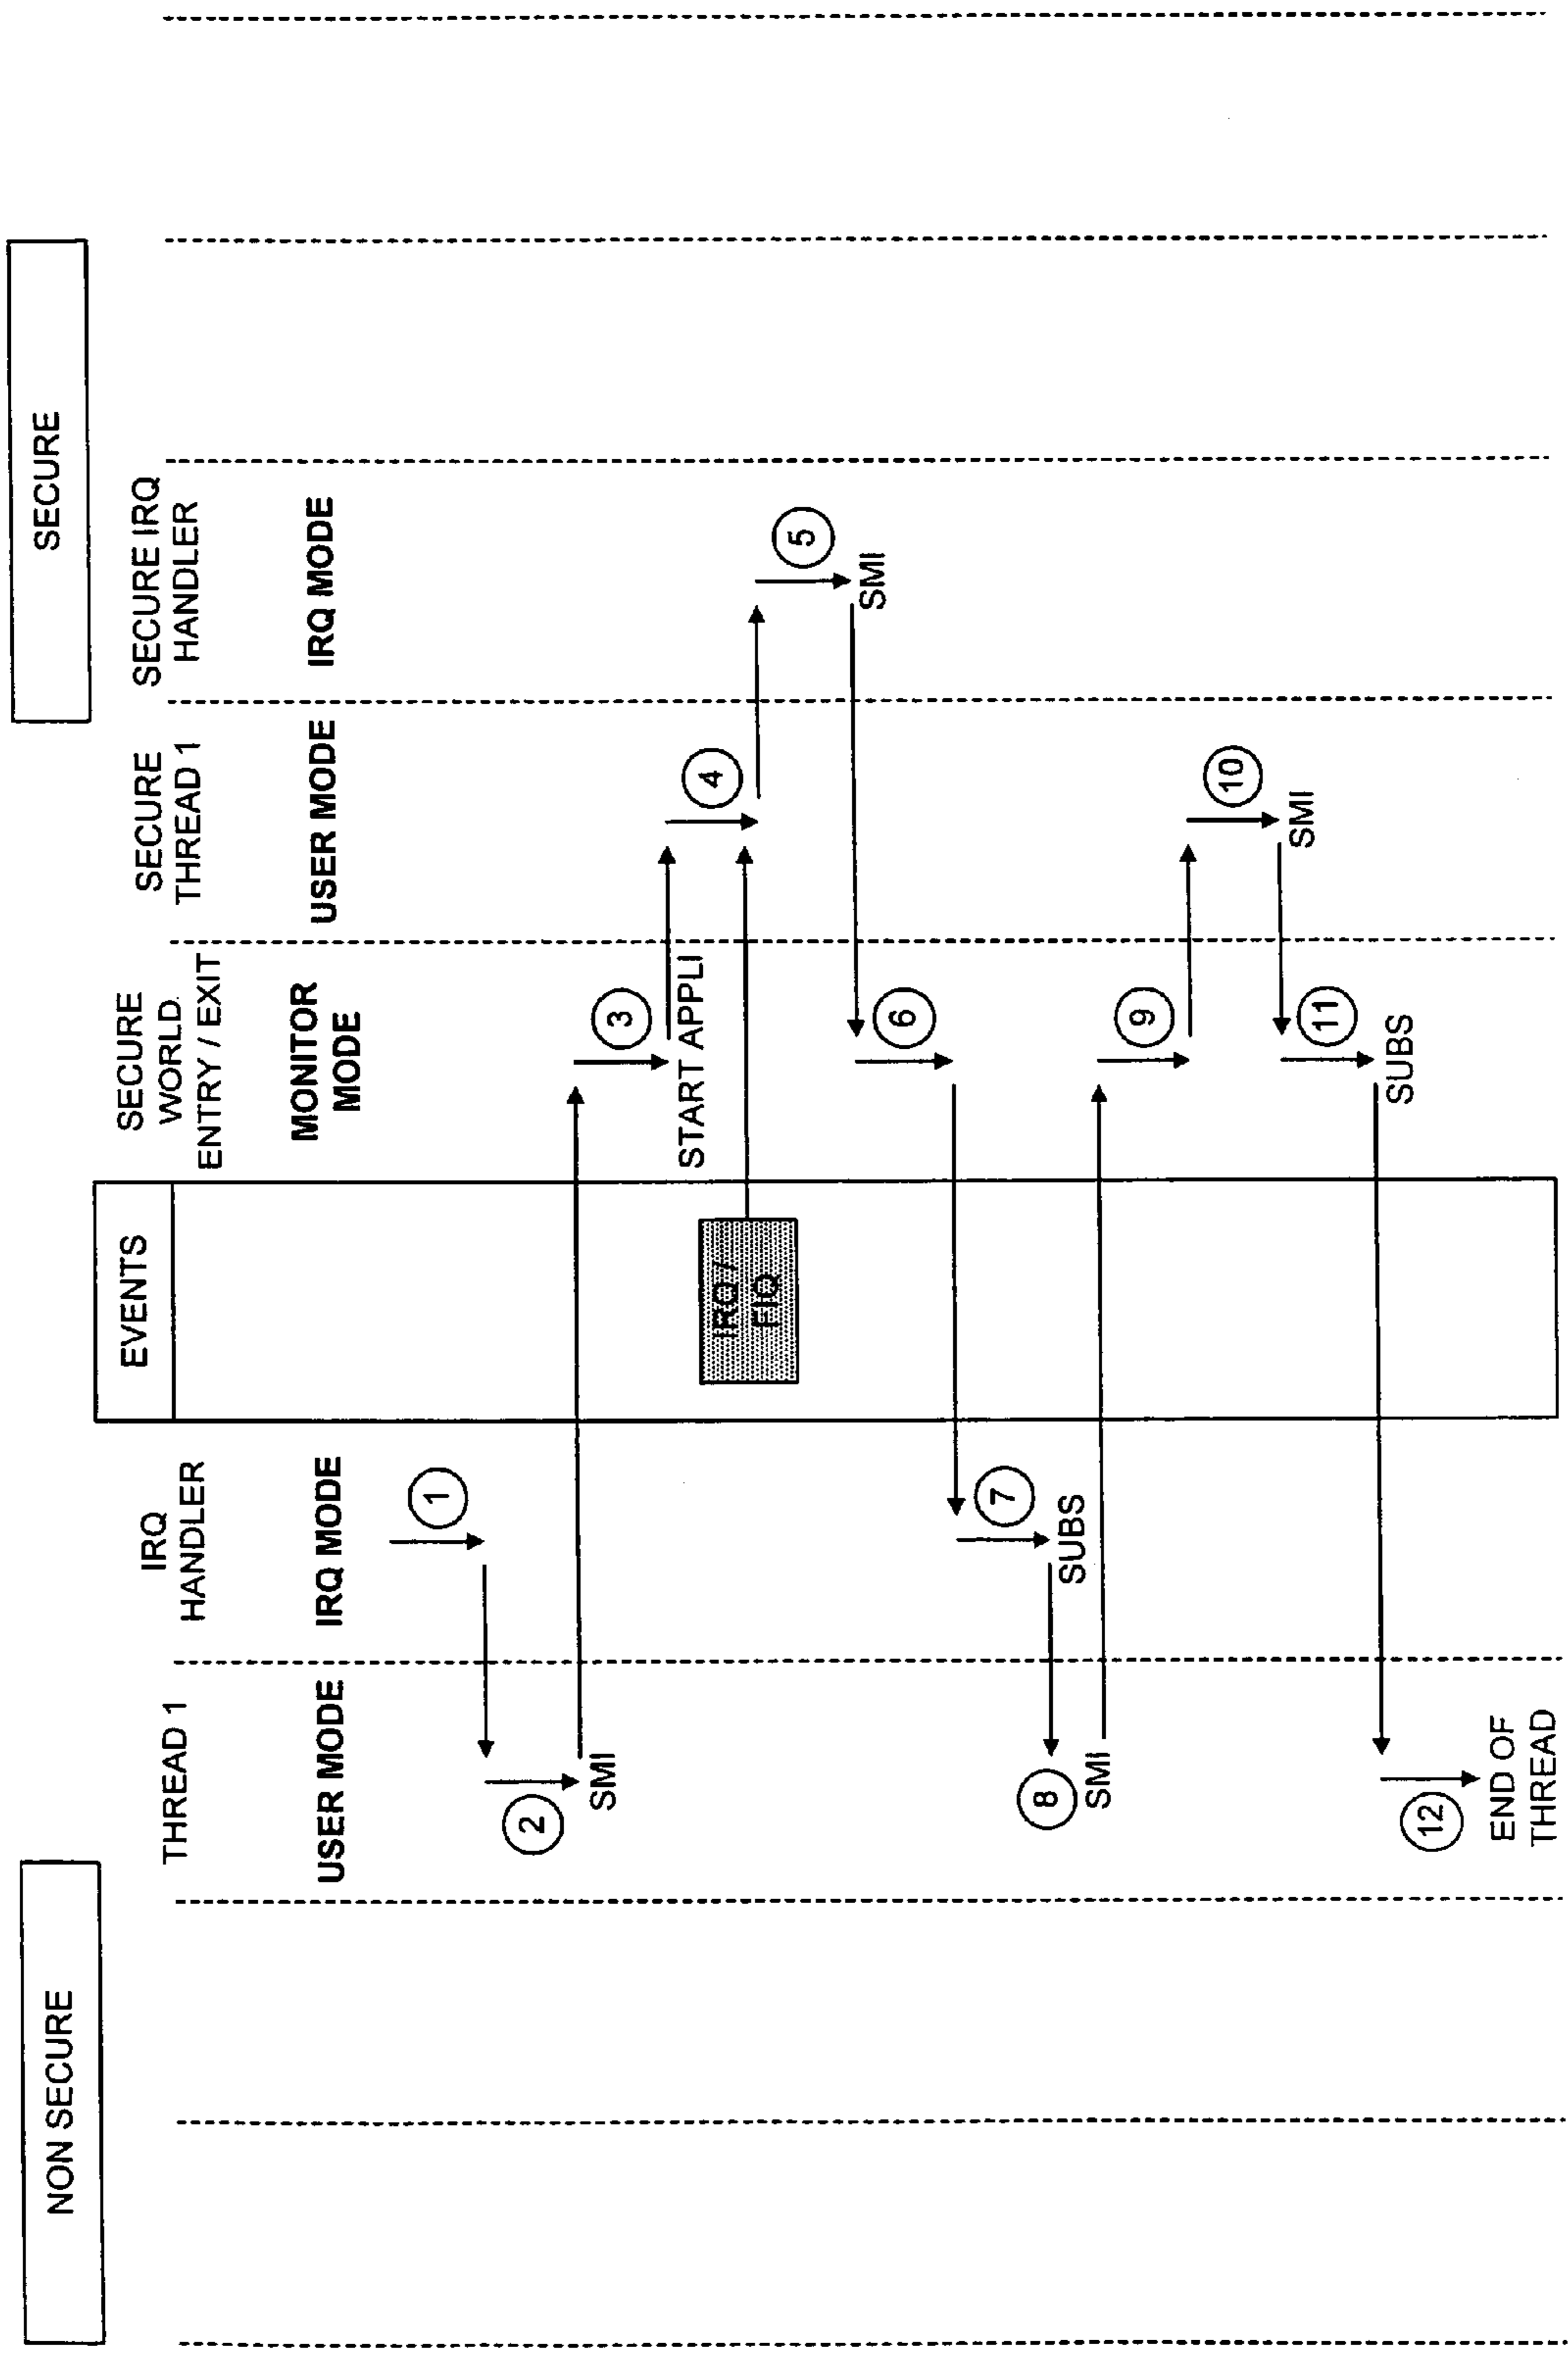 NON SECURE
SECURE
EVENTS
THREAD 1
USER MODE
IRQ
HANDLER
IRQ MODE
SECURE
WORLD
ENTRY / EXIT
MONITOR
MODE
SECURE
THREAD 1
USER MODE
SECURE IRQ
HANDLER
IRQ MODE
1
2
SMI
3
START APPLI
IRQ /
FIQ
4
5
SMI
6
7
SUBS
8
SMI
9
10
SMI
11
SUBS
12
END OF
THREAD